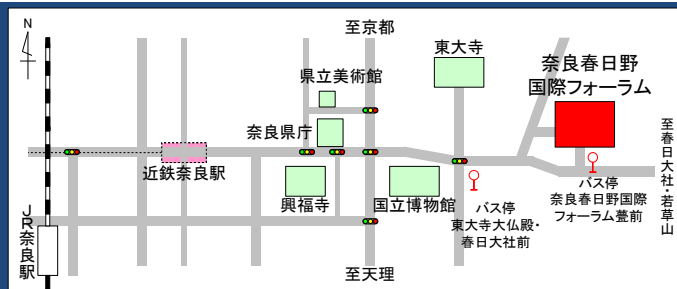 N
至京都
東大寺
奈良春日野
国際フォーラム
県立美術館
奈良県庁
近鉄奈良駅
興福寺
国立博物館
バス停
東大寺大仏殿・
春日大社前
バス停
奈良春日野国際
フォーラム甍前
至春日大社・若草山
JR奈良駅
至天理